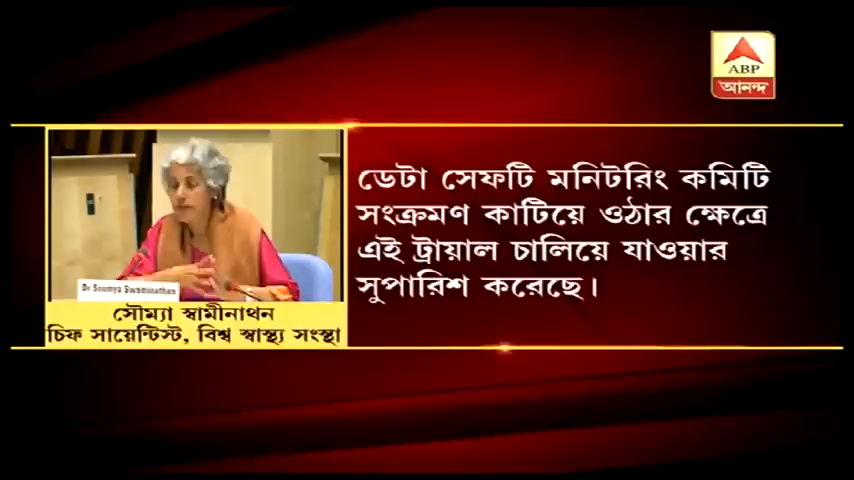 ABP
আনন্দ
ডেটা সেফটি মনিটরিং কমিটি
সংক্রমণ কাটিয়ে ওঠার ক্ষেত্রে
এই ট্রায়াল চালিয়ে যাওয়ার
সুপারিশ করেছে।
Dr Soumya Swaminathan
সৌম্যা স্বামীনাথন
চিফ সায়েন্টিস্ট, বিশ্ব স্বাস্থ্য সংস্থা